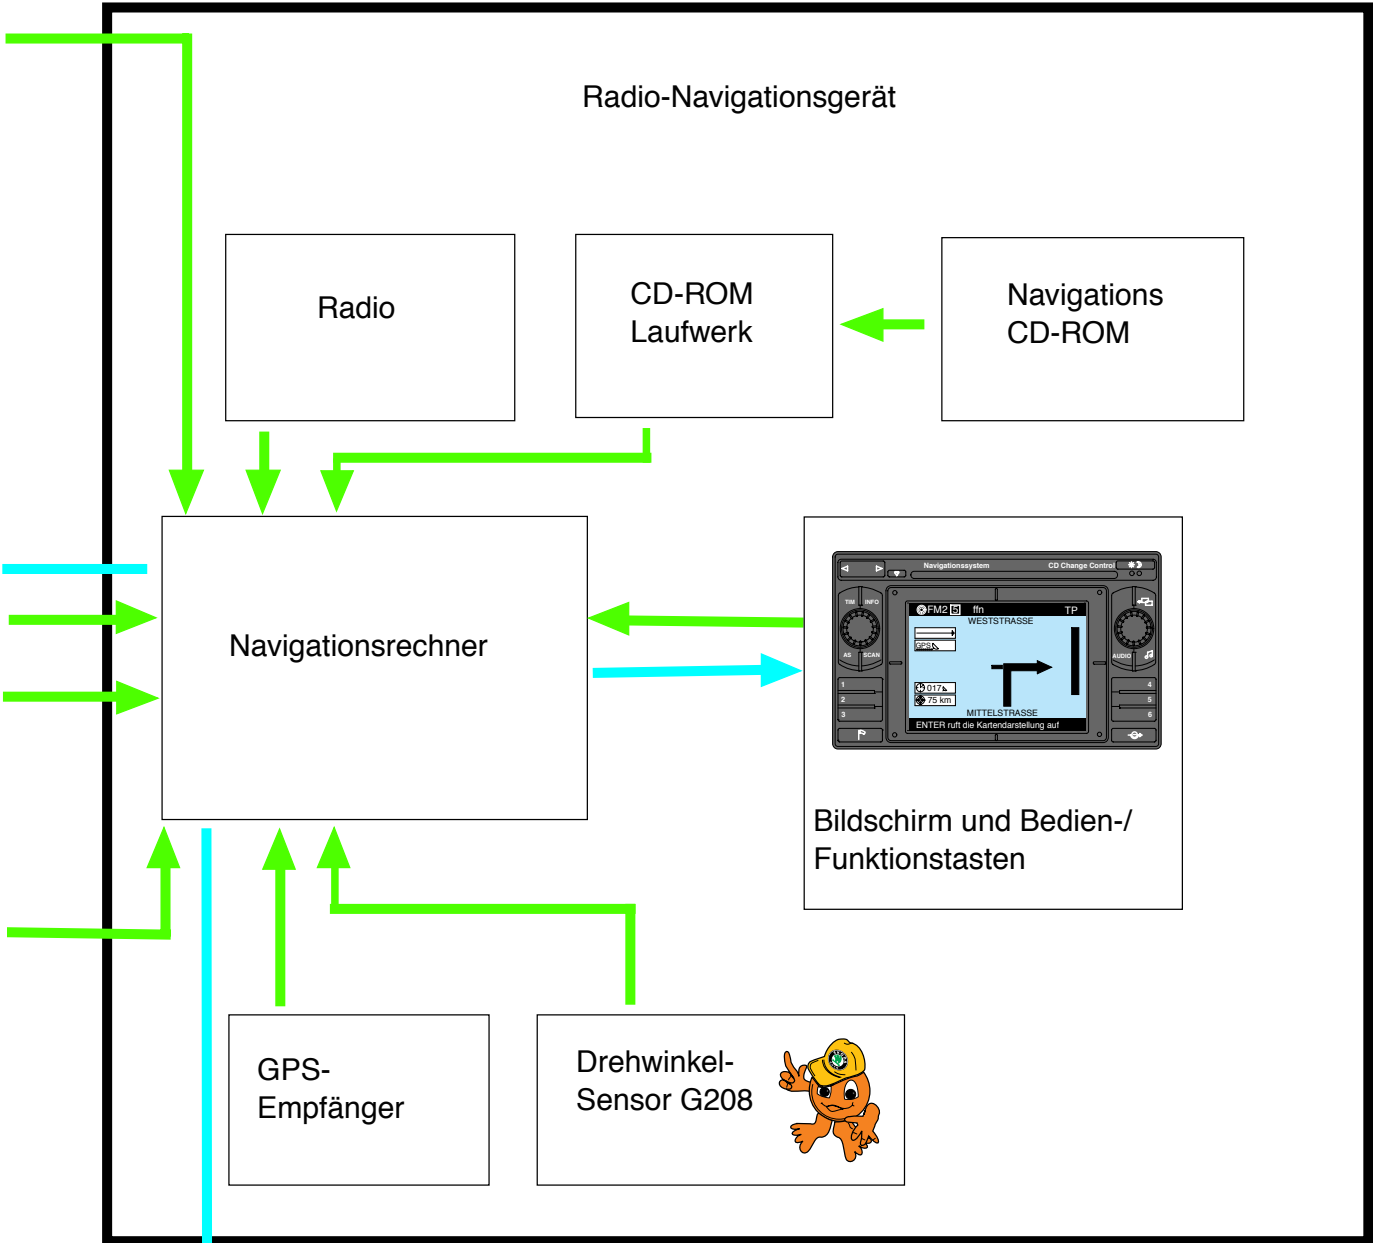 Radio-Navigationsgerät
Radio
CD-ROM
Laufwerk
Navigations
CD-ROM
Navigationsrechner
Navigationssystem
CD Change Control
TIM
INFO
AS
SCAN
AUDIO
1
2
3
4
5
6
FM2 5 ffn TP
WESTSTRASSE
GPS
017
75 km
MITTELSTRASSE
ENTER ruft die Kartendarstellung auf
Bildschirm und Bedien-/
Funktionstasten
GPS-
Empfänger
Drehwinkel-
Sensor G208